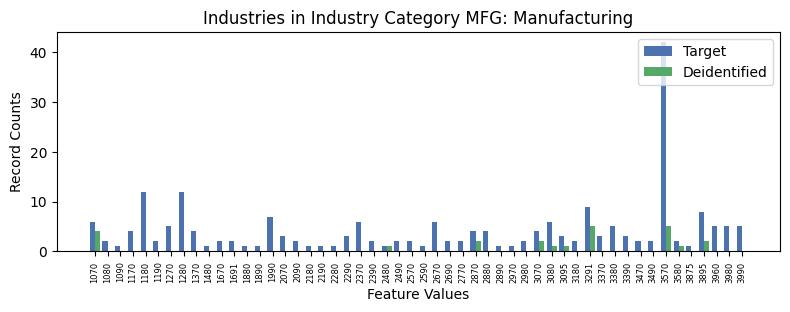 Industries in Industry Category MFG: Manufacturing
Target
Deidentified
Record Counts
40
30
20
10
0
1070 1080 1090 1170 1180 1190 1270 1280 1370 1480 1670 1691 1880 1890 1990 2070 2090 2180 2190 2280 2290 2370 2390 2480 2490 2570 2590 2670 2690 2770 2870 2880 2890 2970 2980 3070 3080 3095 3180 3291 3370 3380 3390 3470 3490 3570 3580 3875 3895 3960 3980 3990
Feature Values